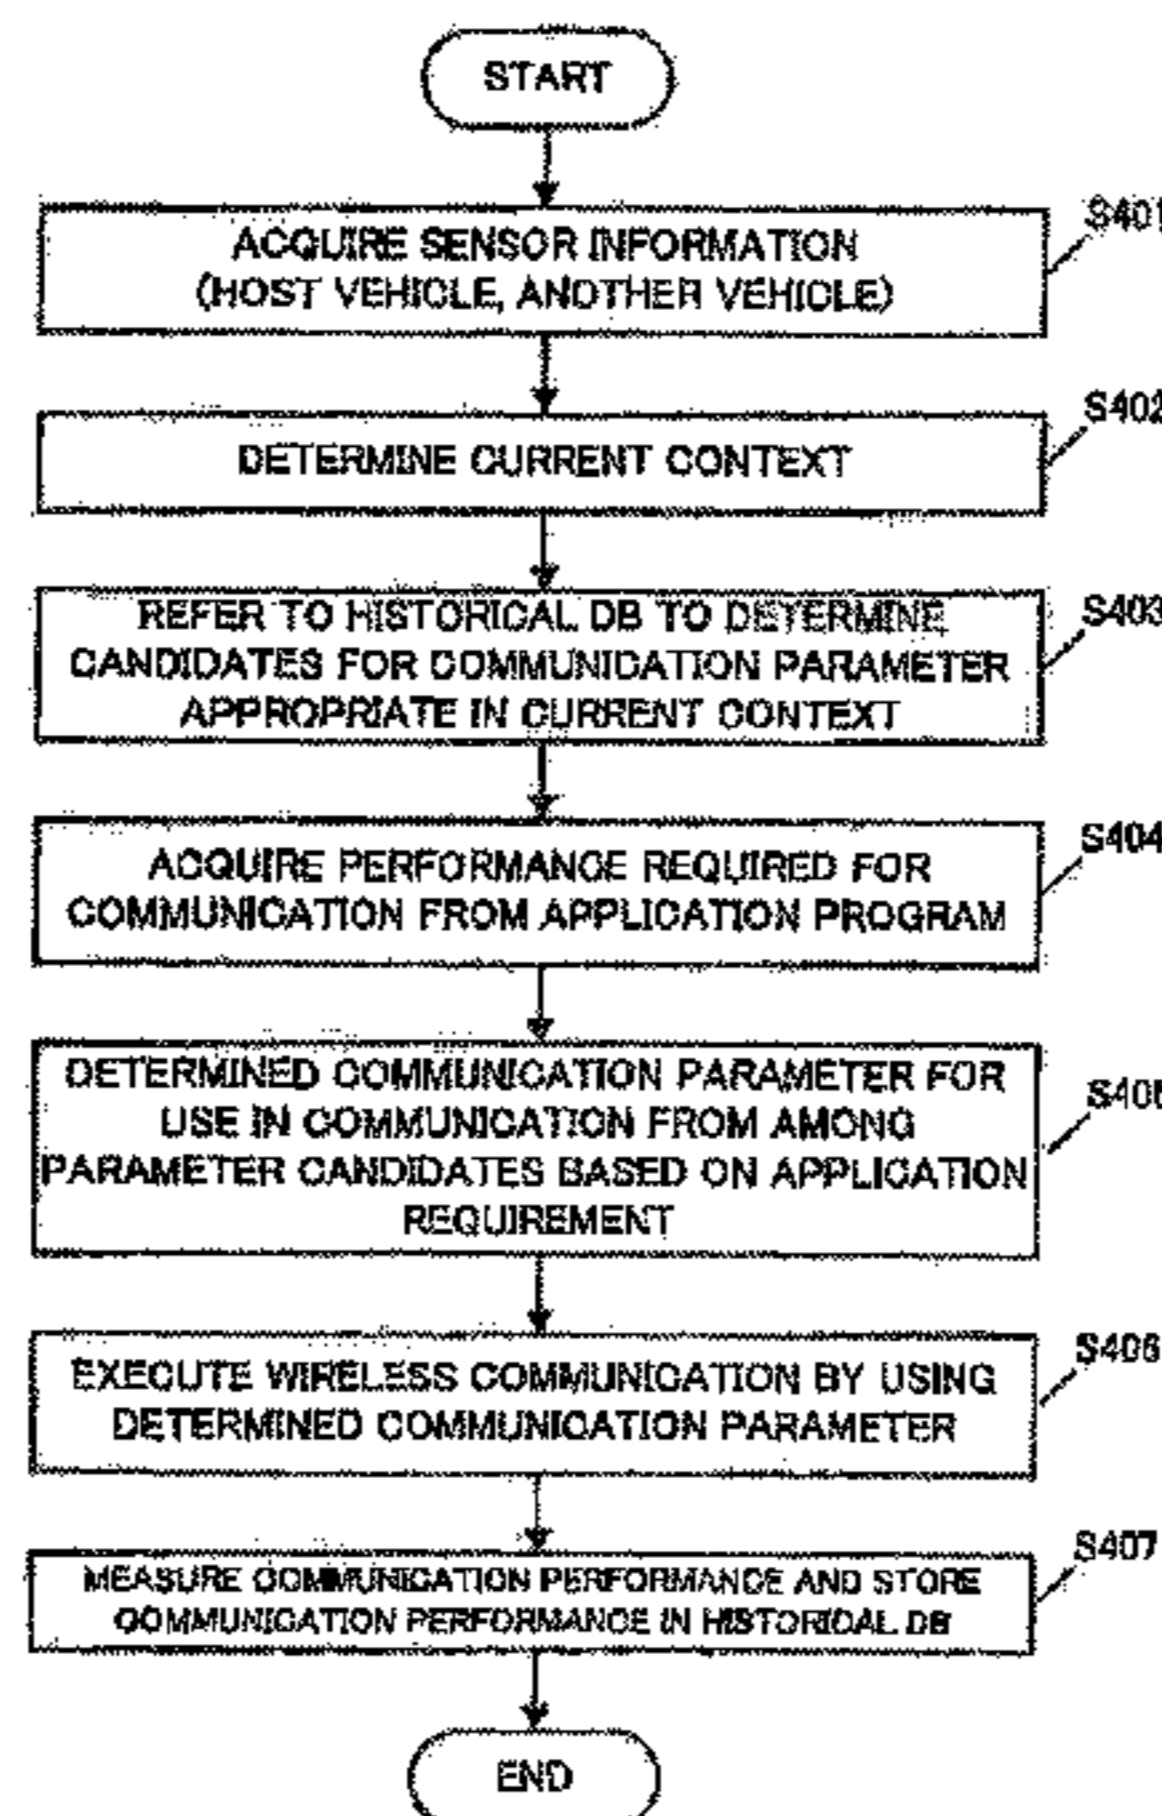 START
ACQUIRE SENSOR INFORMATION
(HOST VEHICLE, ANOTHER VEHICLE)
S401
DETERMINE CURRENT CONTEXT
S402
REFER TO HISTORICAL DB TO DETERMINE
CANDIDATES FOR COMMUNICATION PARAMETER
APPROPRIATE IN CURRENT CONTEXT
S403
ACQUIRE PERFORMANCE REQUIRED FOR
COMMUNICATION FROM APPLICATION PROGRAM
S404
DETERMINED COMMUNICATION PARAMETER FOR
USE IN COMMUNICATION FROM AMONG
PARAMETER CANDIDATES BASED ON APPLICATION
REQUIREMENT
S405
EXECUTE WIRELESS COMMUNICATION BY USING
DETERMINED COMMUNICATION PARAMETER
S406
MEASURE COMMUNICATION PERFORMANCE AND STORE
COMMUNICATION PERFORMANCE IN HISTORICAL DB
S407
END